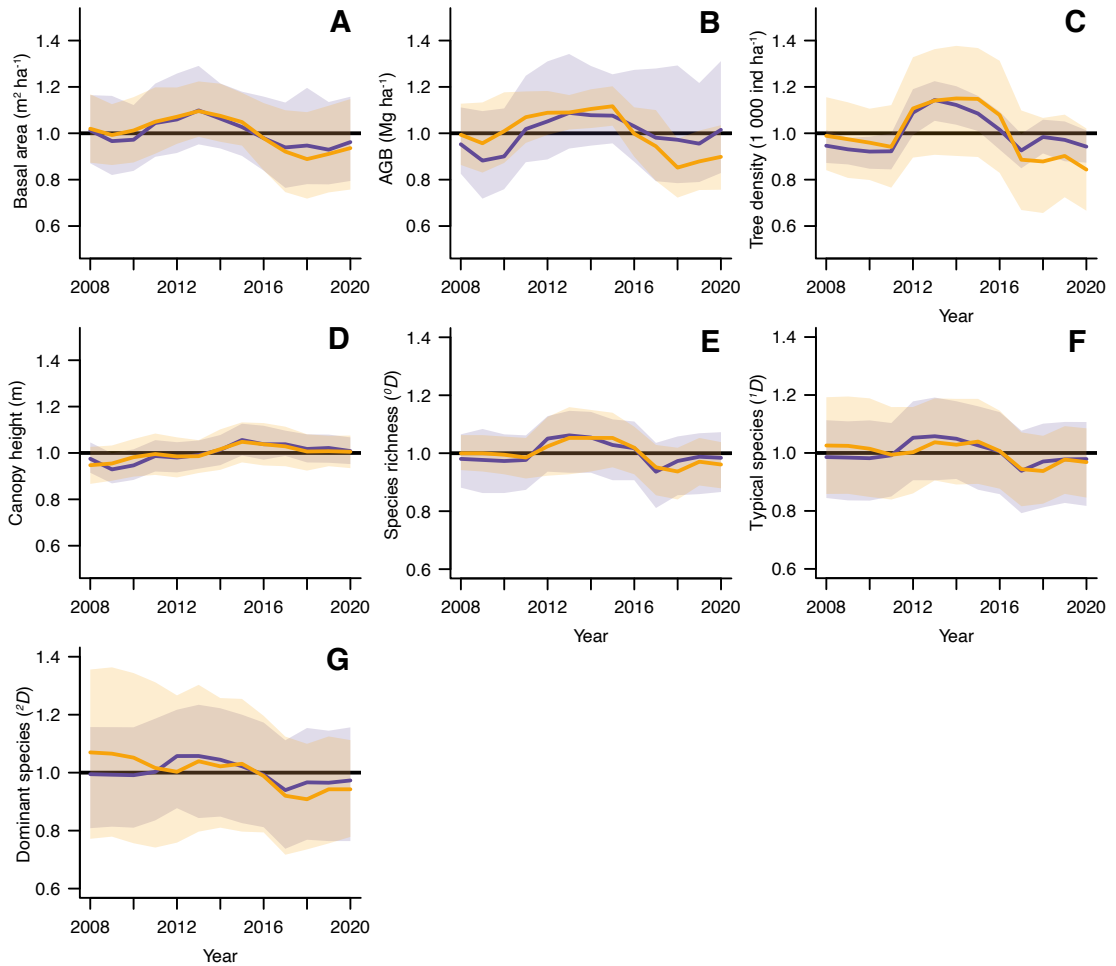 A
Basal area (m² ha⁻¹)
1.4
1.2
1.0
0.8
0.6
2008 2012 2016 2020
B
AGB (Mg ha⁻¹)
1.4
1.2
1.0
0.8
0.6
2008 2012 2016 2020
C
Tree density (1 000 ind ha⁻¹)
1.4
1.2
1.0
0.8
0.6
2008 2012 2016 2020
Year
D
Canopy height (m)
1.4
1.2
1.0
0.8
0.6
2008 2012 2016 2020
E
Species richness (⁰D)
1.4
1.2
1.0
0.8
0.6
2008 2012 2016 2020
Year
F
Typical species (¹D)
1.4
1.2
1.0
0.8
0.6
2008 2012 2016 2020
Year
G
Dominant species (²D)
1.4
1.2
1.0
0.8
0.6
2008 2012 2016 2020
Year